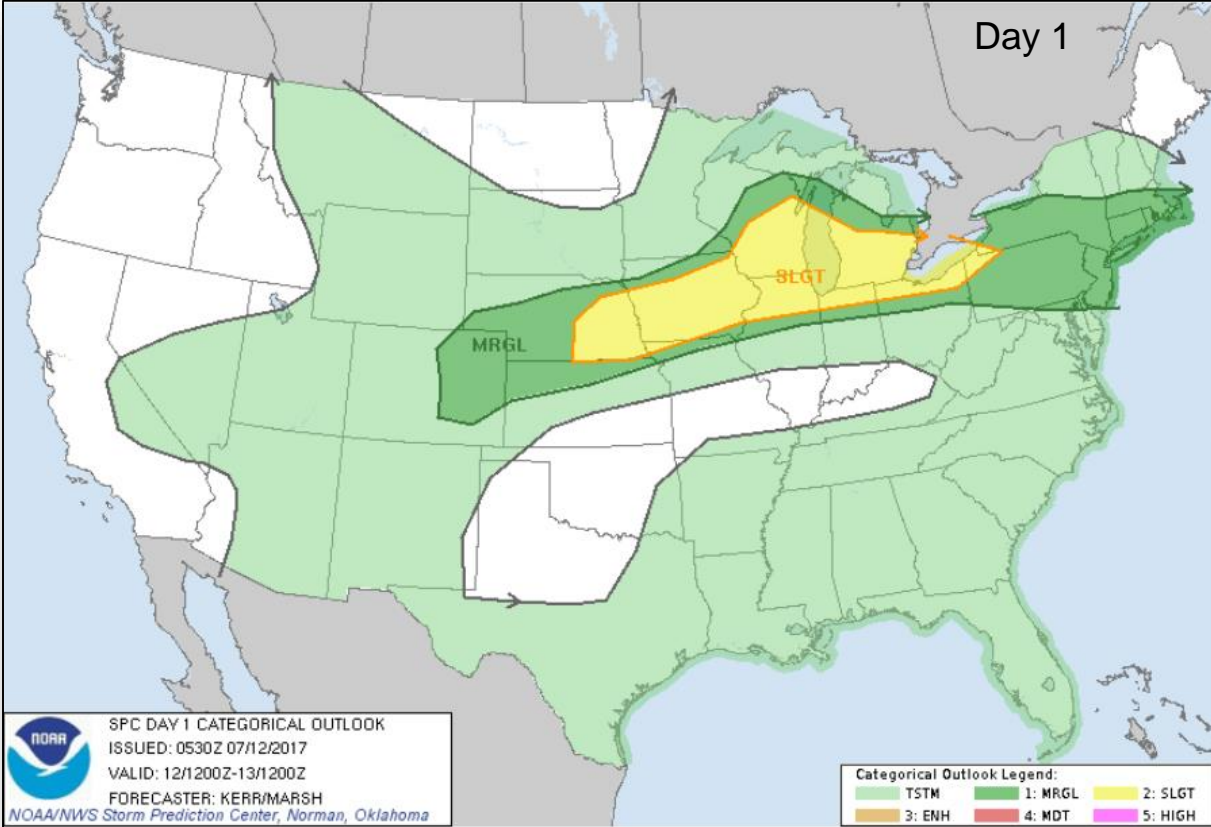 Day 1
SLGT
MRGL
NOAA
SPC DAY 1 CATEGORICAL OUTLOOK
ISSUED: 0530Z 07/12/2017
VALID: 12/1200Z-13/1200Z
FORECASTER: KERR/MARSH
NOAA/NWS Storm Prediction Center, Norman, Oklahoma
Categorical Outlook Legend:
TSTM 1: MRGL 2: SLGT
3: ENH 4: MDT 5: HIGH